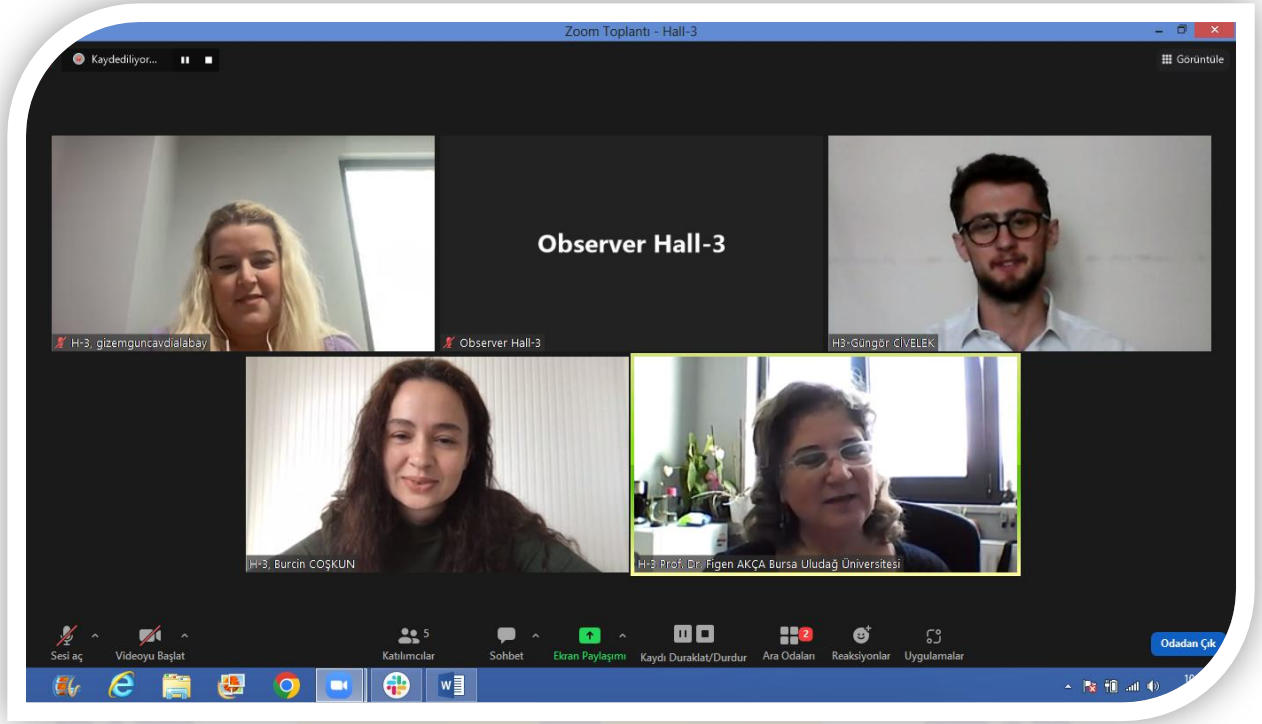 Zoom Toplantı - Hall-3
Kaydediliyor...
Görüntüle
Observer Hall-3
H-3, gizemguncavdialabay
Observer Hall-3
H3-Güngör CİVELEK
H-3, Burcin COŞKUN
H-3 Prof. Dr. Figen AKÇA Bursa Uludağ Üniversitesi
5
2
Sesi aç
Videoyu Başlat
Katılımcılar
Sohbet
Ekran Paylaşımı
Kaydı Duraklat/Durdur
Ara Odaları
Reaksiyonlar
Uygulamalar
Odadan Çık